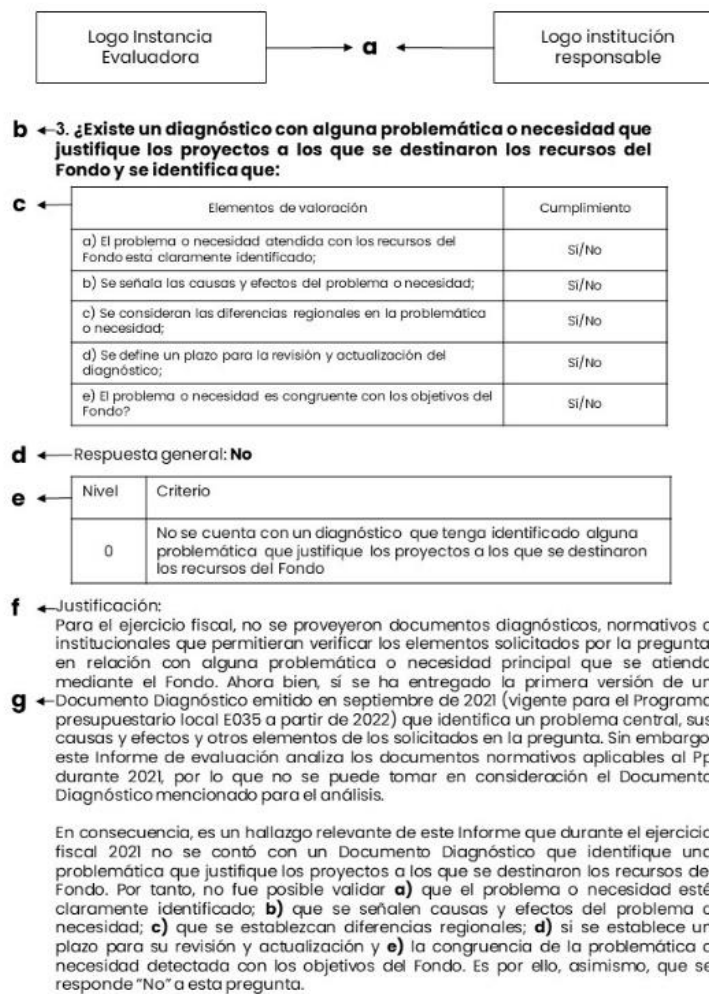 Logo Instancia
Evaluadora
a
Logo institución
responsable
b
3. ¿Existe un diagnóstico con alguna problemática o necesidad que
justifique los proyectos a los que se destinaron los recursos del
Fondo y se identifica que:
c
Elementos de valoración Cumplimiento
a) El problema o necesidad atendida con los recursos del
Fondo está claramente identificado;
Sí/No
b) Se señala las causas y efectos del problema o necesidad; Sí/No
c) Se consideran las diferencias regionales en la problemática
o necesidad;
Sí/No
d) Se define un plazo para la revisión y actualización del
diagnóstico;
Sí/No
e) El problema o necesidad es congruente con los objetivos del
Fondo?
Sí/No
d Respuesta general: No
e
Nivel Criterio
0
No se cuenta con un diagnóstico que tenga identificado alguna
problemática que justifique los proyectos a los que se destinaron
los recursos del Fondo
f Justificación:
Para el ejercicio fiscal, no se proveyeron documentos diagnósticos, normativos o
institucionales que permitieran verificar los elementos solicitados por la pregunta
en relación con alguna problemática o necesidad principal que se atienda
mediante el Fondo. Ahora bien, sí se ha entregado la primera versión de un
g Documento Diagnóstico emitido en septiembre de 2021 (vigente para el Programa
presupuestario local E035 a partir de 2022) que identifica un problema central, sus
causas y efectos y otros elementos de los solicitados en la pregunta. Sin embargo,
este Informe de evaluación analiza los documentos normativos aplicables al Pp
durante 2021, por lo que no se puede tomar en consideración el Documento
Diagnóstico mencionado para el análisis.
En consecuencia, es un hallazgo relevante de este Informe que durante el ejercicio
fiscal 2021 no se contó con un Documento Diagnóstico que identifique una
problemática que justifique los proyectos a los que se destinaron los recursos del
Fondo. Por tanto, no fue posible validar a) que el problema o necesidad esté
claramente identificado; b) que se señalen causas y efectos del problema o
necesidad; c) que se establezcan diferencias regionales; d) si se establece un
plazo para su revisión y actualización y e) la congruencia de la problemática o
necesidad detectada con los objetivos del Fondo. Es por ello, asimismo, que se
responde "No" a esta pregunta.